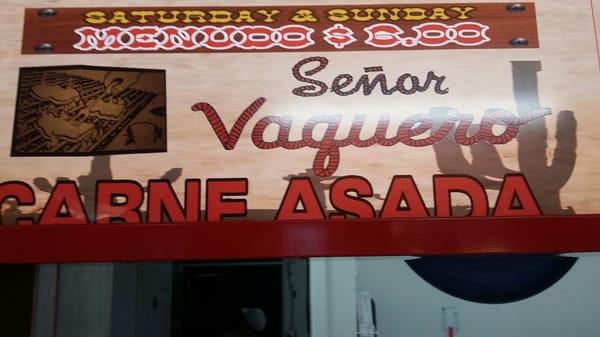 SATURDAY & SUNDAY
MENUDO $ 6.00
Señor
Vaquero
CARNE ASADA